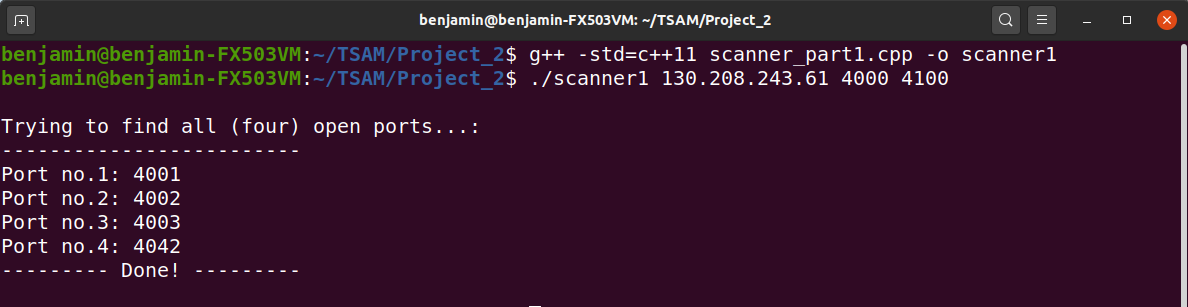 benjamin@benjamin-FX503VM: ~/TSAM/Project_2
benjamin@benjamin-FX503VM:~/TSAM/Project_2$ g++ -std=c++11 scanner_part1.cpp -o scanner1
benjamin@benjamin-FX503VM:~/TSAM/Project_2$ ./scanner1 130.208.243.61 4000 4100
Trying to find all (four) open ports...:
-------------------------
Port no.1: 4001
Port no.2: 4002
Port no.3: 4003
Port no.4: 4042
--------- Done! ---------